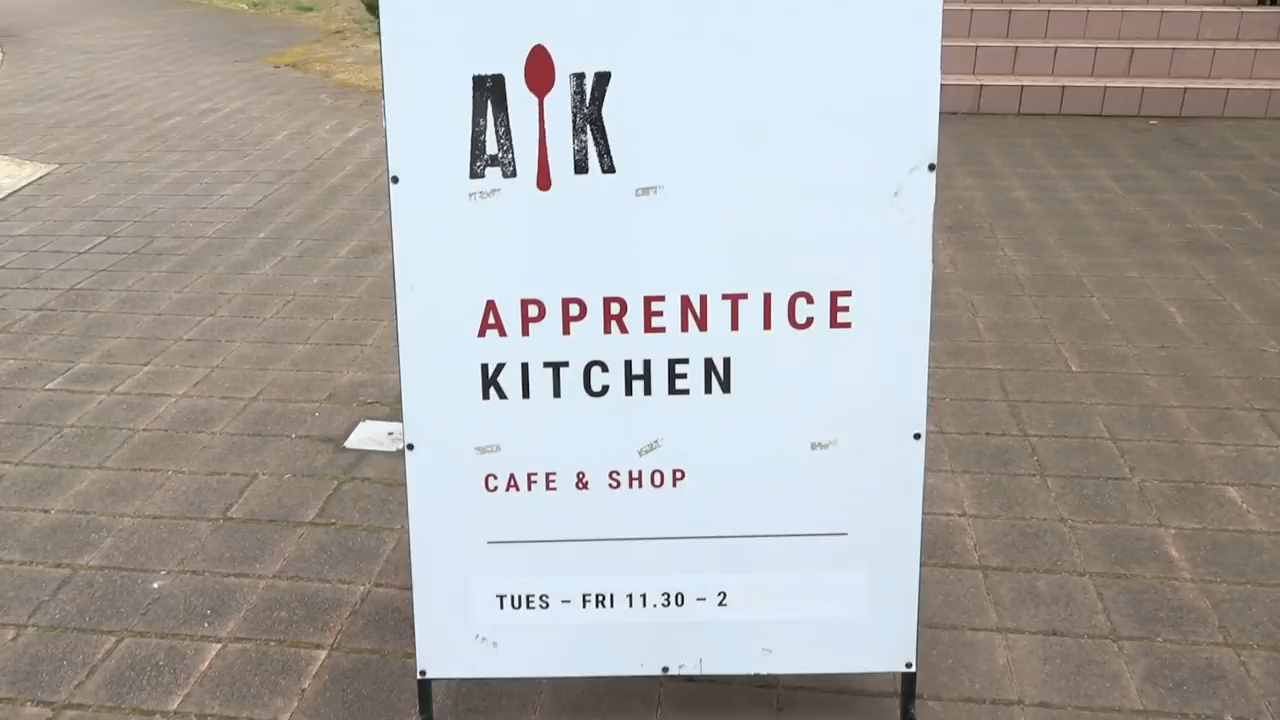 AK
APPRENTICE
KITCHEN
CAFE & SHOP
TUES – FRI 11.30 – 2